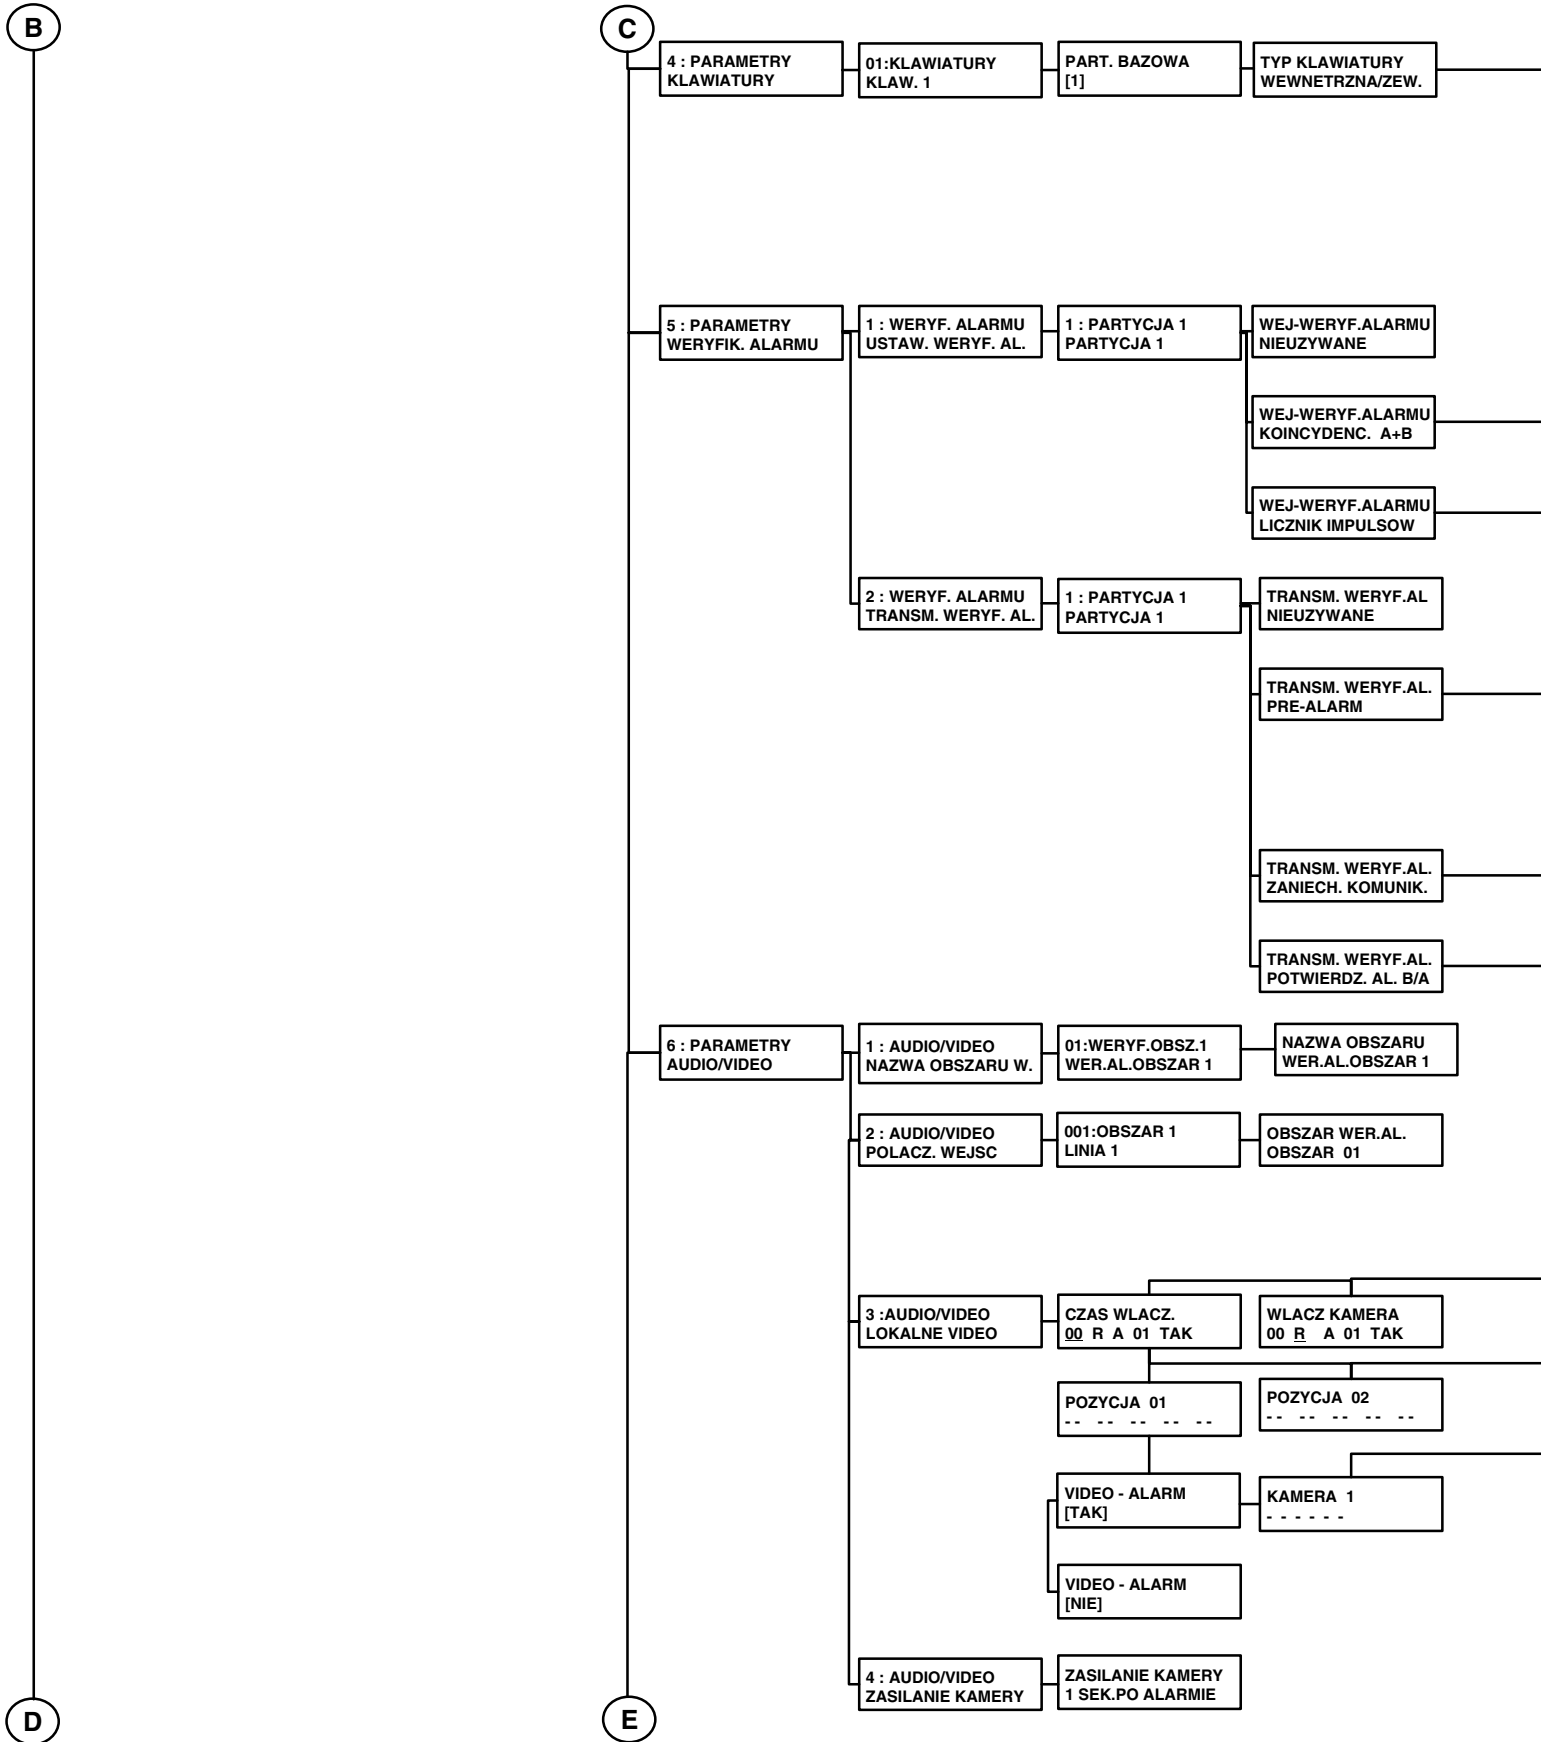 B
C
4 : PARAMETRY
KLAWIATURY
01:KLAWIATURY
KLAW. 1
PART. BAZOWA
[1]
TYP KLAWIATURY
WEWNETRZNA/ZEW.
5 : PARAMETRY
WERYFIK. ALARMU
1 : WERYF. ALARMU
USTAW. WERYF. AL.
1 : PARTYCJA 1
PARTYCJA 1
WEJ-WERYF.ALARMU
NIEUZYWANE
WEJ-WERYF.ALARMU
KOINCYDENC. A+B
WEJ-WERYF.ALARMU
LICZNIK IMPULSOW
2 : WERYF. ALARMU
TRANSM. WERYF. AL.
1 : PARTYCJA 1
PARTYCJA 1
TRANSM. WERYF.AL
NIEUZYWANE
TRANSM. WERYF.AL.
PRE-ALARM
TRANSM. WERYF.AL.
ZANIECH. KOMUNIK.
TRANSM. WERYF.AL.
POTWIERDZ. AL. B/A
6 : PARAMETRY
AUDIO/VIDEO
1 : AUDIO/VIDEO
NAZWA OBSZARU W.
01:WERYF.OBSZ.1
WER.AL.OBSZAR 1
NAZWA OBSZARU
WER.AL.OBSZAR 1
2 : AUDIO/VIDEO
POLACZ. WEJSC
001:OBSZAR 1
LINIA 1
OBSZAR WER.AL.
OBSZAR 01
3 :AUDIO/VIDEO
LOKALNE VIDEO
CZAS WLACZ.
00 R A 01 TAK
WLACZ KAMERA
00 R A 01 TAK
POZYCJA 01
-- -- -- -- --
POZYCJA 02
-- -- -- -- --
VIDEO - ALARM
[TAK]
KAMERA 1
- - - - - -
VIDEO - ALARM
[NIE]
4 : AUDIO/VIDEO
ZASILANIE KAMERY
ZASILANIE KAMERY
1 SEK.PO ALARMIE
D
E